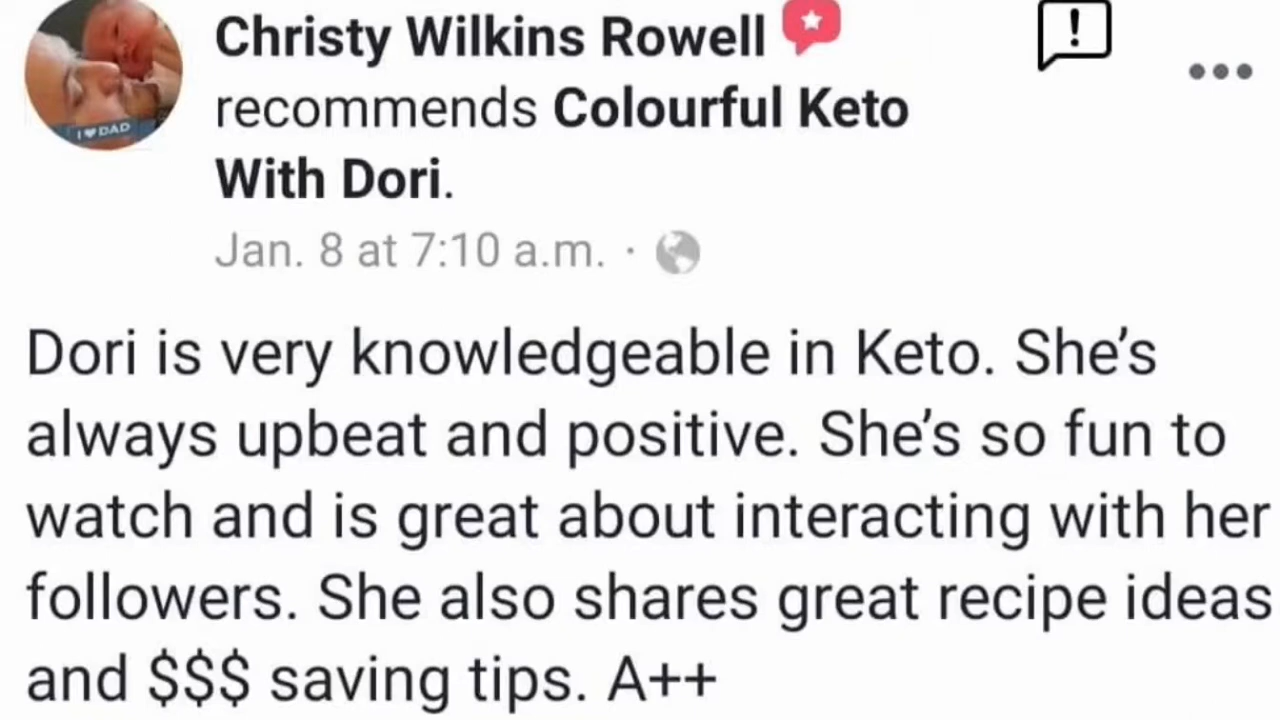 Christy Wilkins Rowell
recommends Colourful Keto
With Dori.
Jan. 8 at 7:10 a.m. ·
I ♥ DAD
Dori is very knowledgeable in Keto. She’s
always upbeat and positive. She’s so fun to
watch and is great about interacting with her
followers. She also shares great recipe ideas
and $$$ saving tips. A++